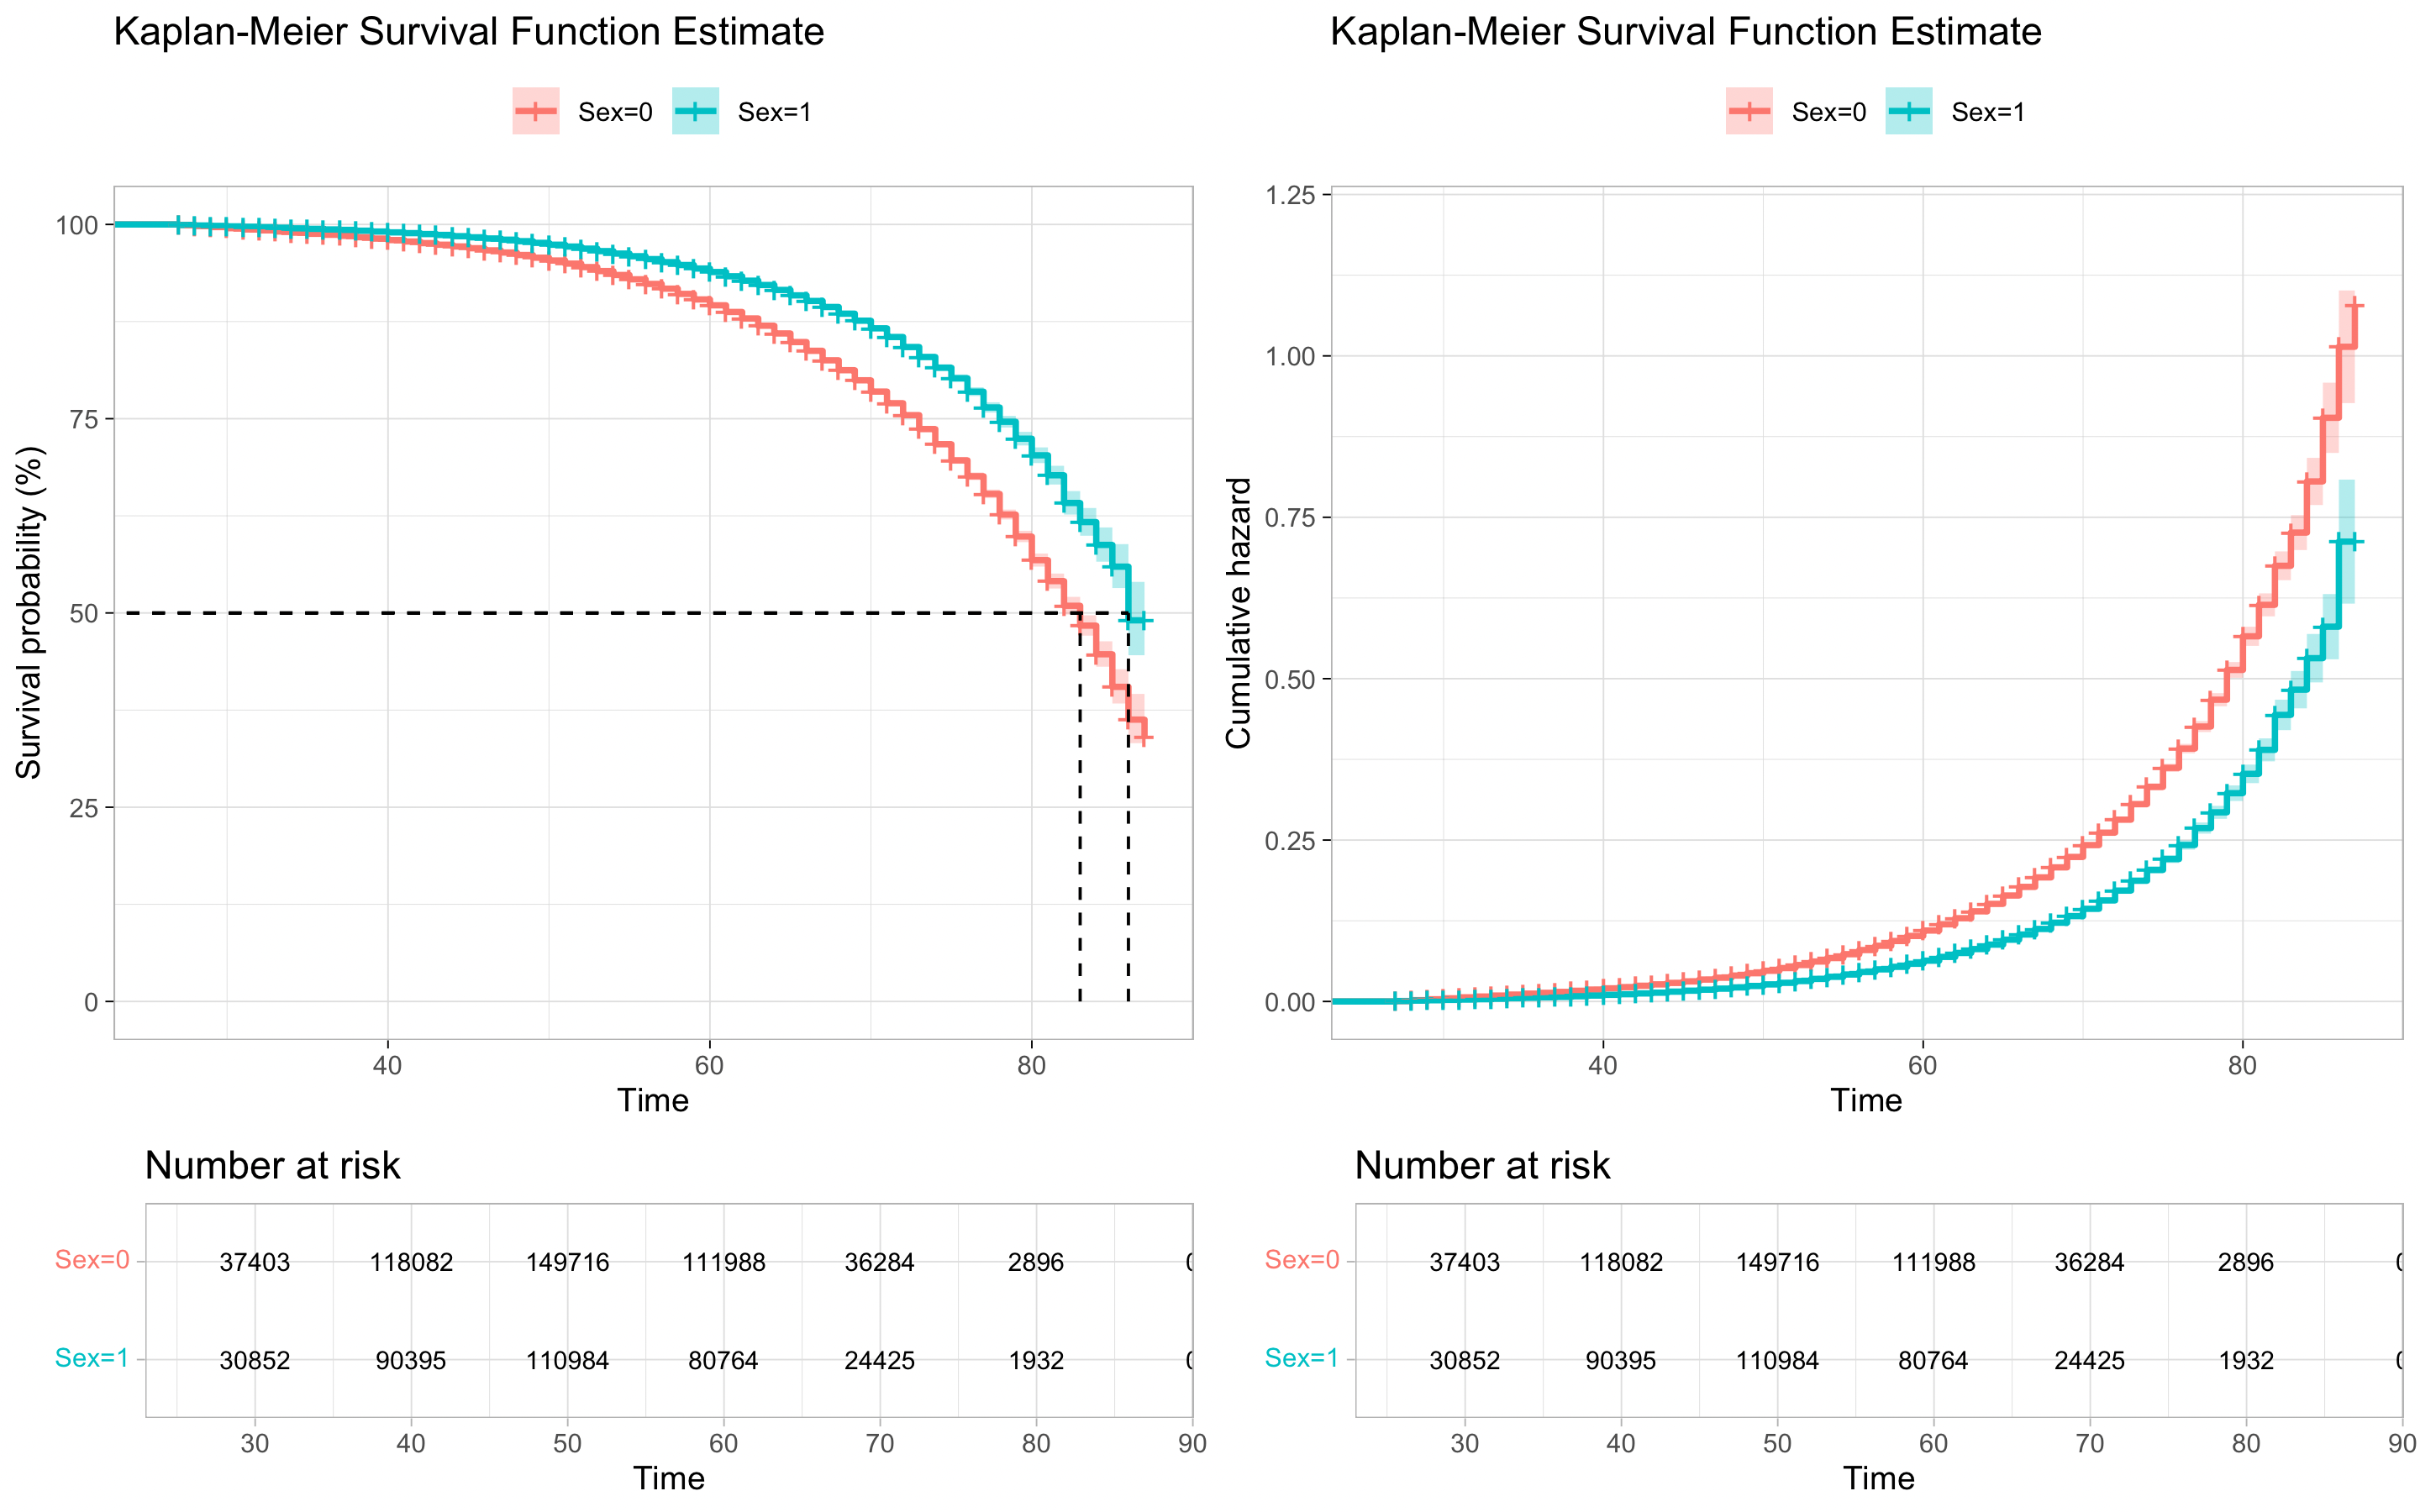 Kaplan-Meier Survival Function Estimate
Sex=0 Sex=1
Survival probability (%)
100
75
50
25
0
40 60 80
Time
Number at risk
Sex=0 37403 118082 149716 111988 36284 2896 0
Sex=1 30852 90395 110984 80764 24425 1932 0
30 40 50 60 70 80 90
Time
Kaplan-Meier Survival Function Estimate
Sex=0 Sex=1
Cumulative hazard
1.25
1.00
0.75
0.50
0.25
0.00
40 60 80
Time
Number at risk
Sex=0 37403 118082 149716 111988 36284 2896 0
Sex=1 30852 90395 110984 80764 24425 1932 0
30 40 50 60 70 80 90
Time